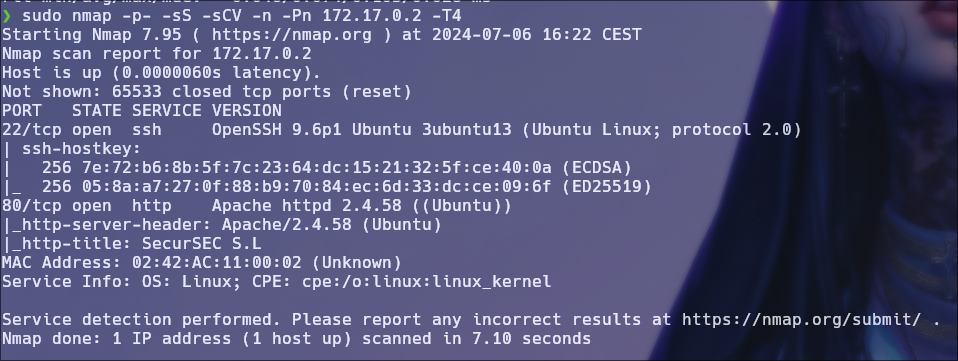 ❯ sudo nmap -p- -sS -sCV -n -Pn 172.17.0.2 -T4
Starting Nmap 7.95 ( https://nmap.org ) at 2024-07-06 16:22 CEST
Nmap scan report for 172.17.0.2
Host is up (0.0000060s latency).
Not shown: 65533 closed tcp ports (reset)
PORT   STATE SERVICE VERSION
22/tcp open  ssh     OpenSSH 9.6p1 Ubuntu 3ubuntu13 (Ubuntu Linux; protocol 2.0)
| ssh-hostkey:
|   256 7e:72:b6:8b:5f:7c:23:64:dc:15:21:32:5f:ce:40:0a (ECDSA)
|_  256 05:8a:a7:27:0f:88:b9:70:84:ec:6d:33:dc:ce:09:6f (ED25519)
80/tcp open  http    Apache httpd 2.4.58 ((Ubuntu))
|_http-server-header: Apache/2.4.58 (Ubuntu)
|_http-title: SecurSEC S.L
MAC Address: 02:42:AC:11:00:02 (Unknown)
Service Info: OS: Linux; CPE: cpe:/o:linux:linux_kernel
Service detection performed. Please report any incorrect results at https://nmap.org/submit/ .
Nmap done: 1 IP address (1 host up) scanned in 7.10 seconds